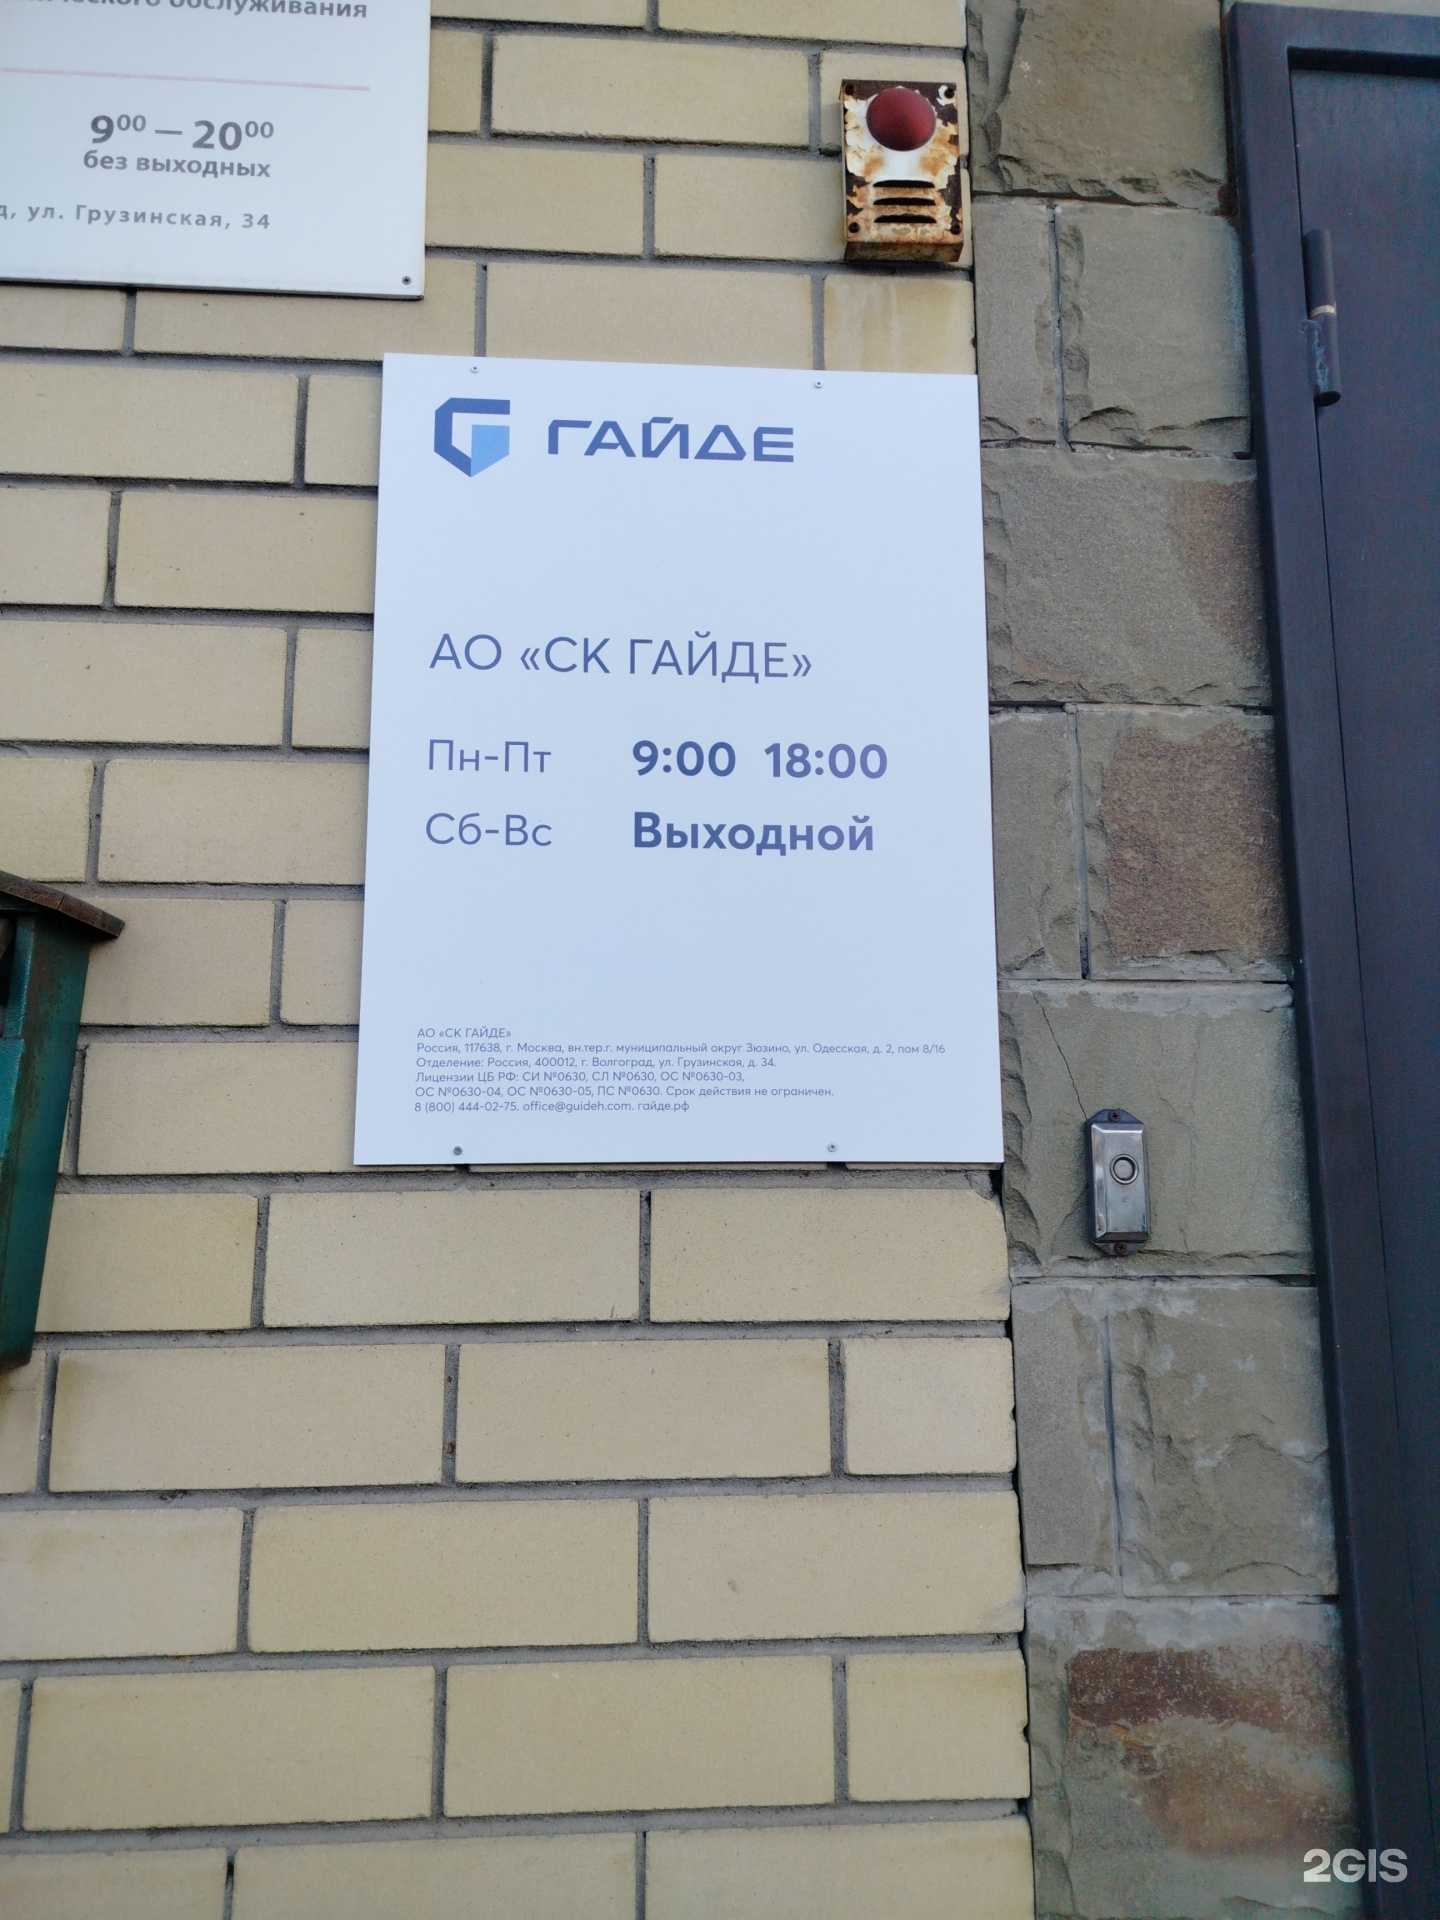 обслуживания
9⁰⁰ — 20⁰⁰
без выходных
ул. Грузинская, 34
ГАЙДЕ
АО «СК ГАЙДЕ»
Пн-Пт 9:00 18:00
Сб-Вс Выходной
АО «СК ГАЙДЕ»
Россия, 117638, г. Москва, вн.тер.г. муниципальный округ Зюзино, ул. Одесская, д. 2, пом 8/16
Отделение: Россия, 400012, г. Волгоград, ул. Грузинская, д. 34.
Лицензии ЦБ РФ: СИ №0630, СЛ №0630, ОС №0630-03,
ОС №0630-04, ОС №0630-05, ПС №0630. Срок действия не ограничен.
8 (800) 444-02-75. office@guideh.com. гайде.рф
2GIS